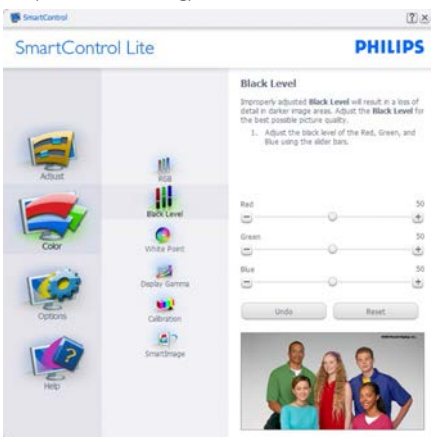 SmartControl
SmartControl Lite
PHILIPS
Adjust
Color
Options
Help
RGB
Black Level
White Point
Display Gamma
Calibration
SmartImage
Black Level
Improperly adjusted Black Level will result in a loss of
detail in darker image areas. Adjust the Black Level for
the best possible picture quality.
1. Adjust the black level of the Red, Green, and
Blue using the slider bars.
Red 50
Green 50
Blue 50
Undo Reset